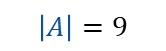 |A| = 9